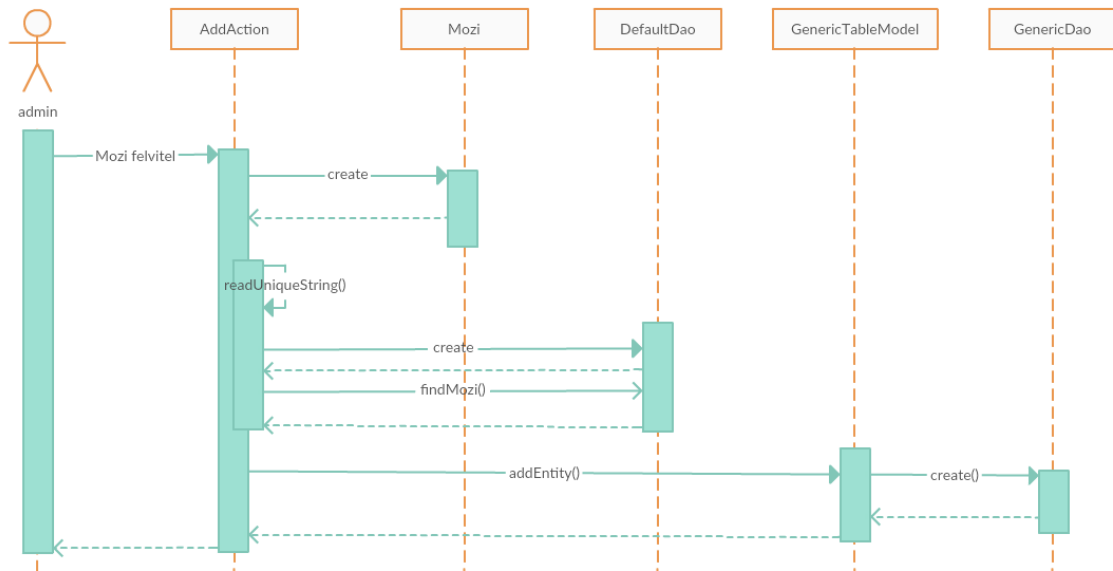 AddAction
Mozi
DefaultDao
GenericTableModel
GenericDao
admin
Mozi felvitel
create
readUniqueString()
create
findMozi()
addEntity()
create()